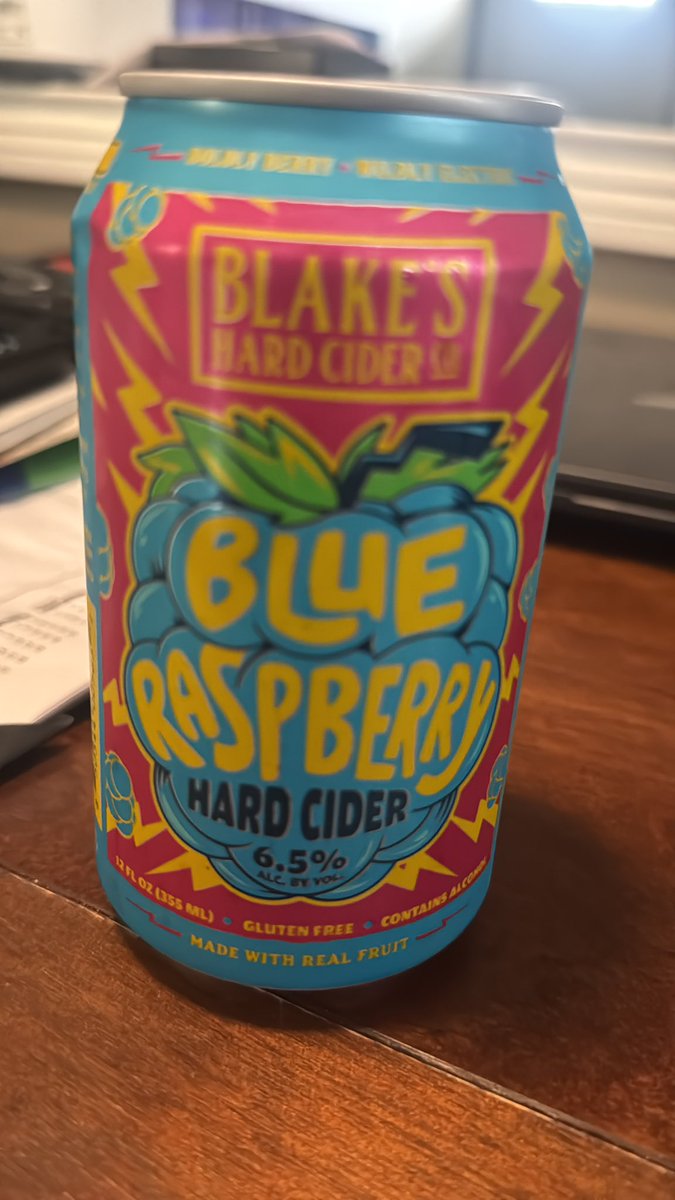 BLAKE'S
HARD CIDER Co
BLUE
RASPBERRY
HARD CIDER
6.5%
ALC. BY VOL.
12 FL OZ (355 ML) • GLUTEN FREE • CONTAINS ALCOHOL
MADE WITH REAL FRUIT